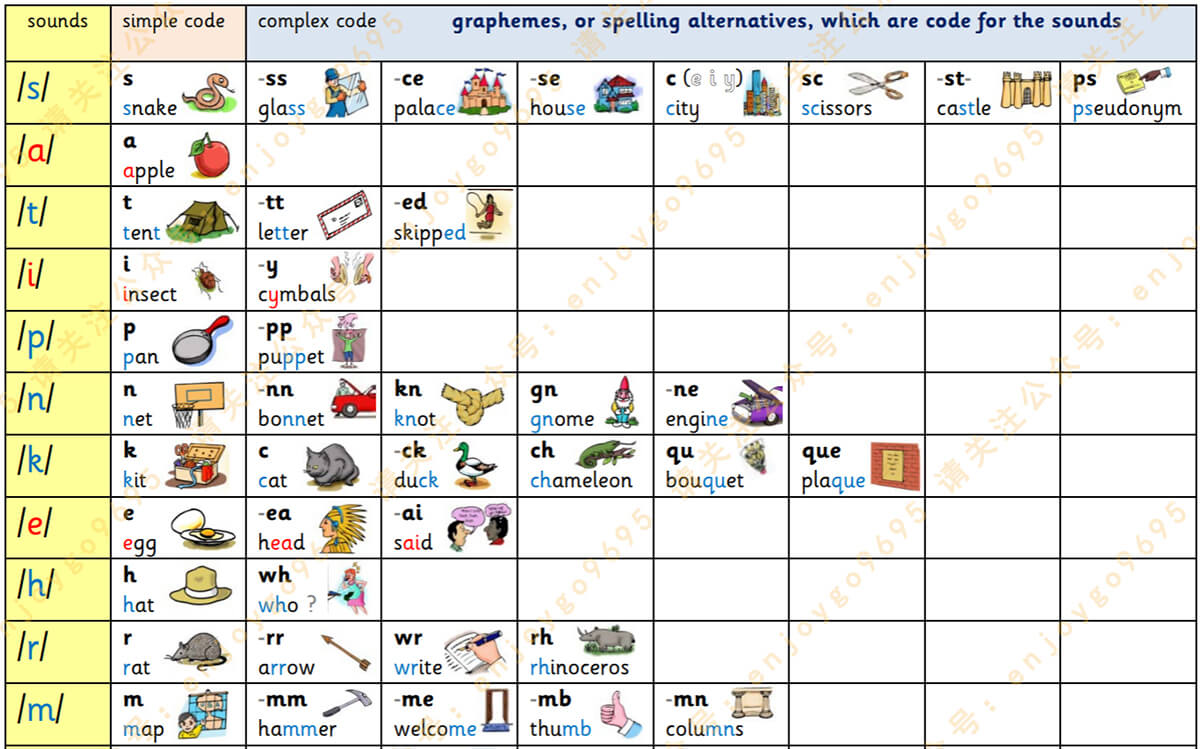 sounds simple code complex code graphemes, or spelling alternatives, which are code for the sounds
/s/ s -ss -ce -se c (e i y) sc -st- ps
snake glass palace house city scissors castle pseudonym
/a/ a
apple
/t/ t -tt -ed
tent letter skipped
/i/ i -y
insect cymbals
/p/ p -pp
pan puppet
/n/ n -nn kn gn -ne
net bonnet knot gnome engine
/k/ k c -ck ch qu que
kit cat duck chameleon bouquet plaque
/e/ e -ea -ai
egg head said
/h/ h wh
hat who ?
/r/ r -rr wr rh
rat arrow write rhinoceros
/m/ m -mm -me -mb -mn
map hammer welcome thumb columns
请关注公众号：enjoygo9695